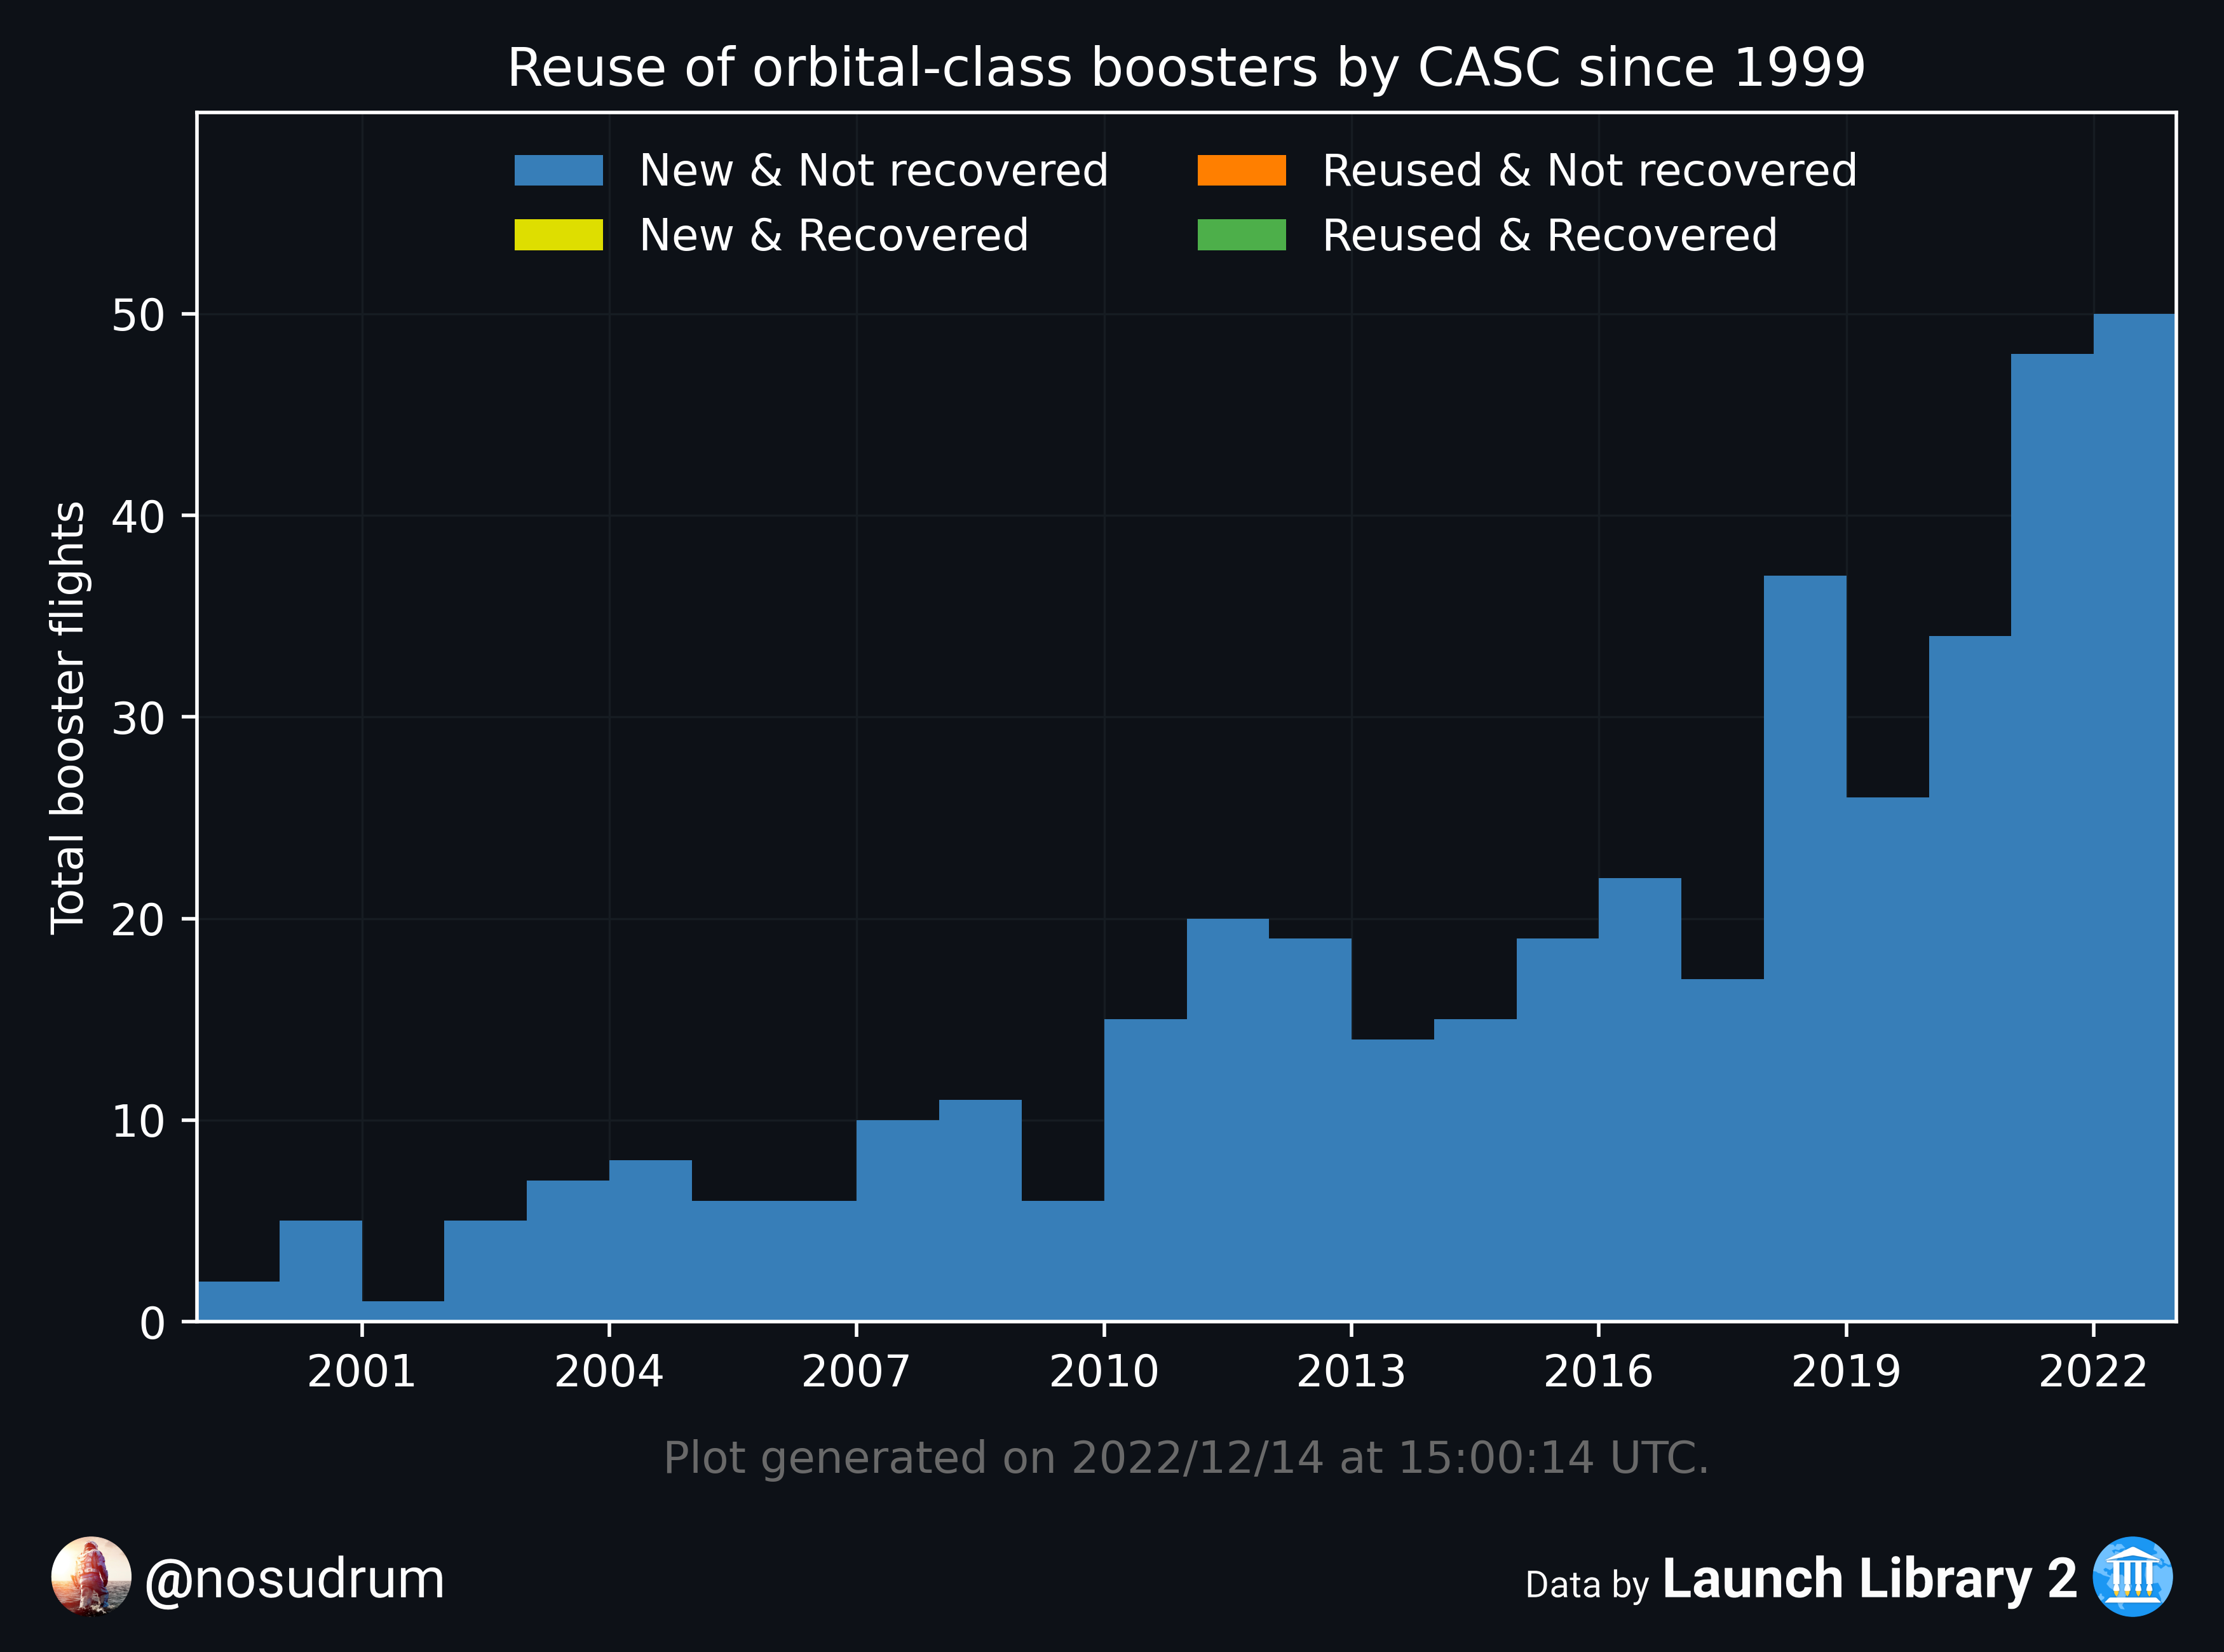 Reuse of orbital-class boosters by CASC since 1999
New & Not recovered
Reused & Not recovered
New & Recovered
Reused & Recovered
Total booster flights
50
40
30
20
10
0
2001 2004 2007 2010 2013 2016 2019 2022
Plot generated on 2022/12/14 at 15:00:14 UTC.
@nosudrum
Data by Launch Library 2